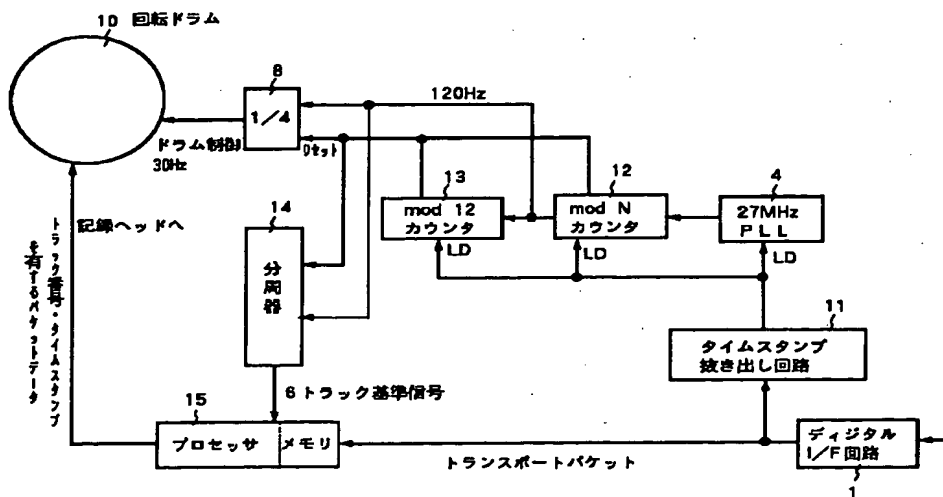 10 回転ドラム
8
1/4
120Hz
ドラム制御
30Hz
0セット
13
mod 12
カウンタ
LD
12
mod N
カウンタ
LD
4
27MHz
PLL
LD
記録ヘッドへ
トラック番号・タイムスタンプ
を有するパケットデータ
14
分周器
11
タイムスタンプ
抜き出し回路
6トラック基準信号
15
プロセッサ
メモリ
トランスポートパケット
ディジタル
I/F回路
1